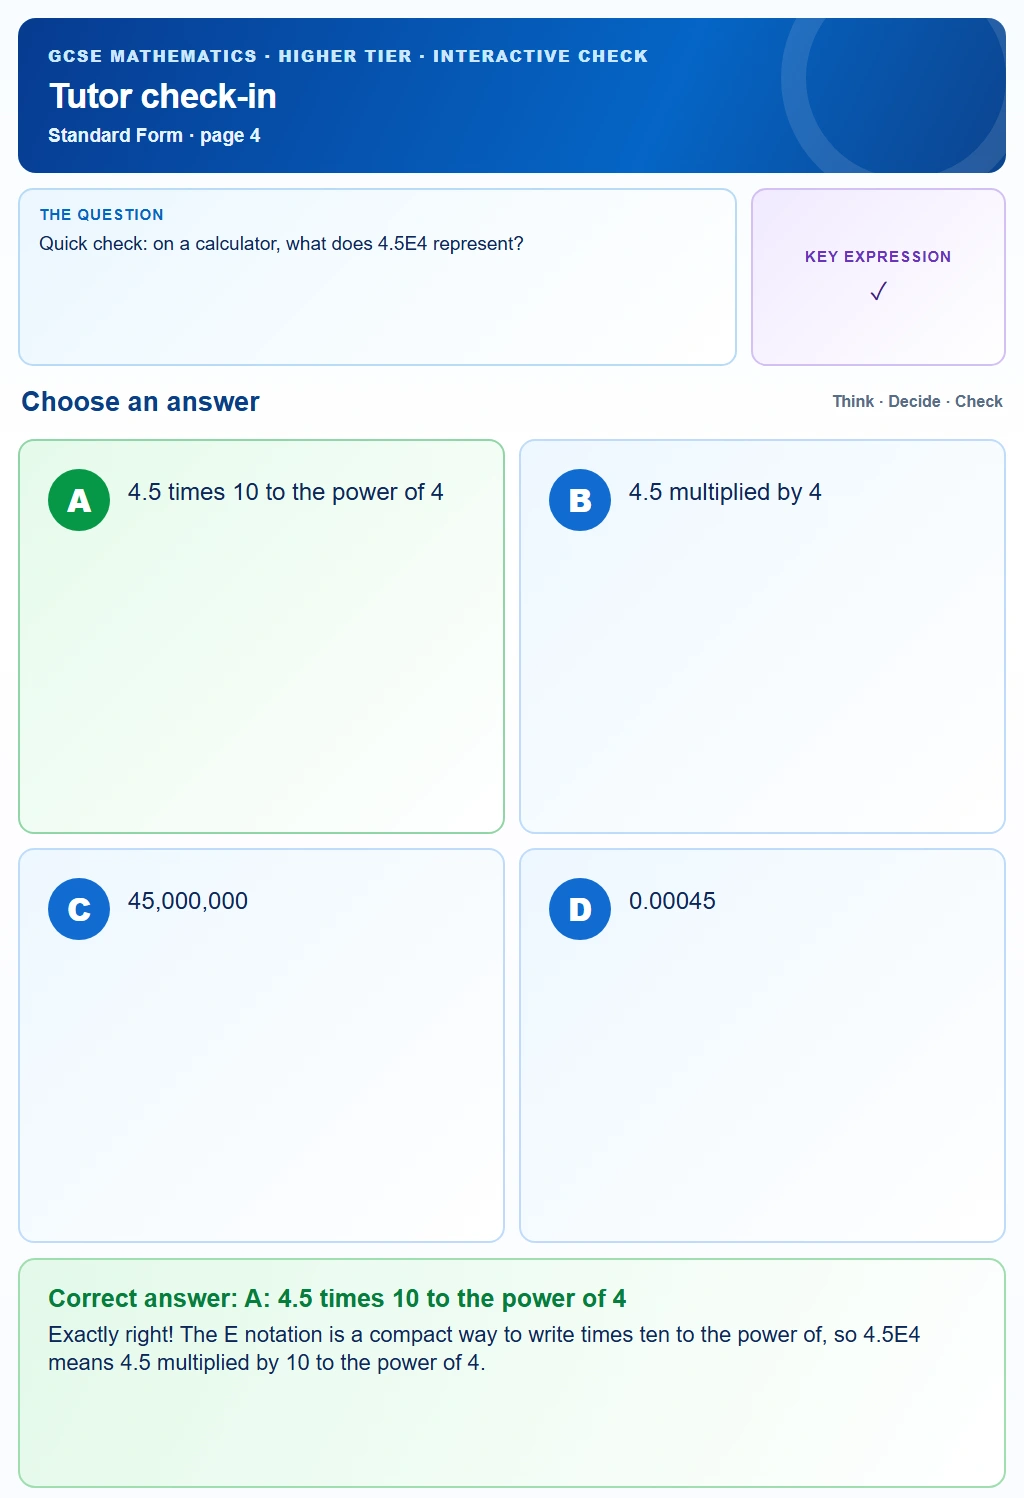 GCSE MATHEMATICS · HIGHER TIER · INTERACTIVE CHECK
Tutor check-in
Standard Form · page 4
THE QUESTION
Quick check: on a calculator, what does 4.5E4 represent?
KEY EXPRESSION
✓
Choose an answer
Think · Decide · Check
A
4.5 times 10 to the power of 4
B
4.5 multiplied by 4
C
45,000,000
D
0.00045
Correct answer: A: 4.5 times 10 to the power of 4
Exactly right! The E notation is a compact way to write times ten to the power of, so 4.5E4
means 4.5 multiplied by 10 to the power of 4.